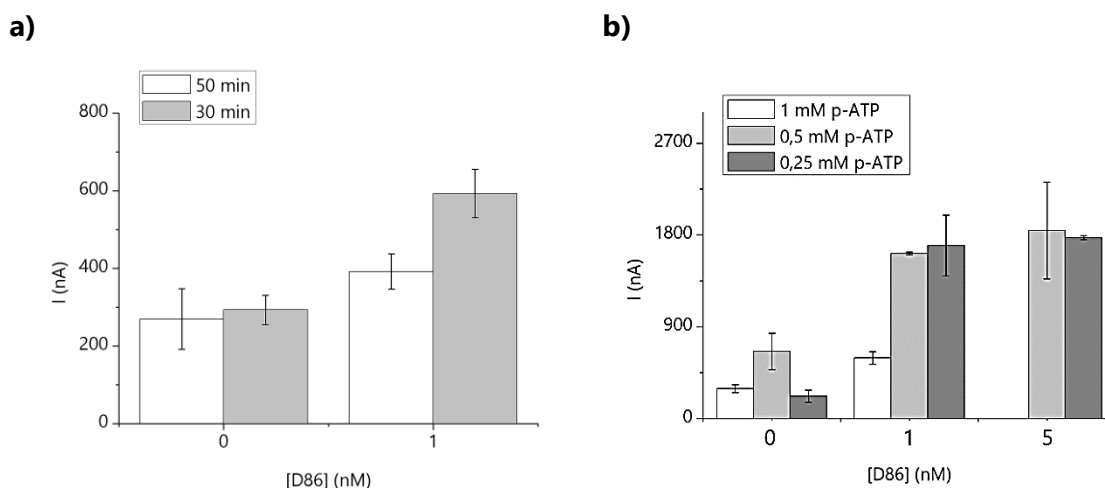 a)
50 min
30 min
800
600
400
200
0
I (nA)
0 1
[D86] (nM)
b)
1 mM p-ATP
0,5 mM p-ATP
0,25 mM p-ATP
2700
1800
900
0
I (nA)
0 1 5
[D86] (nM)